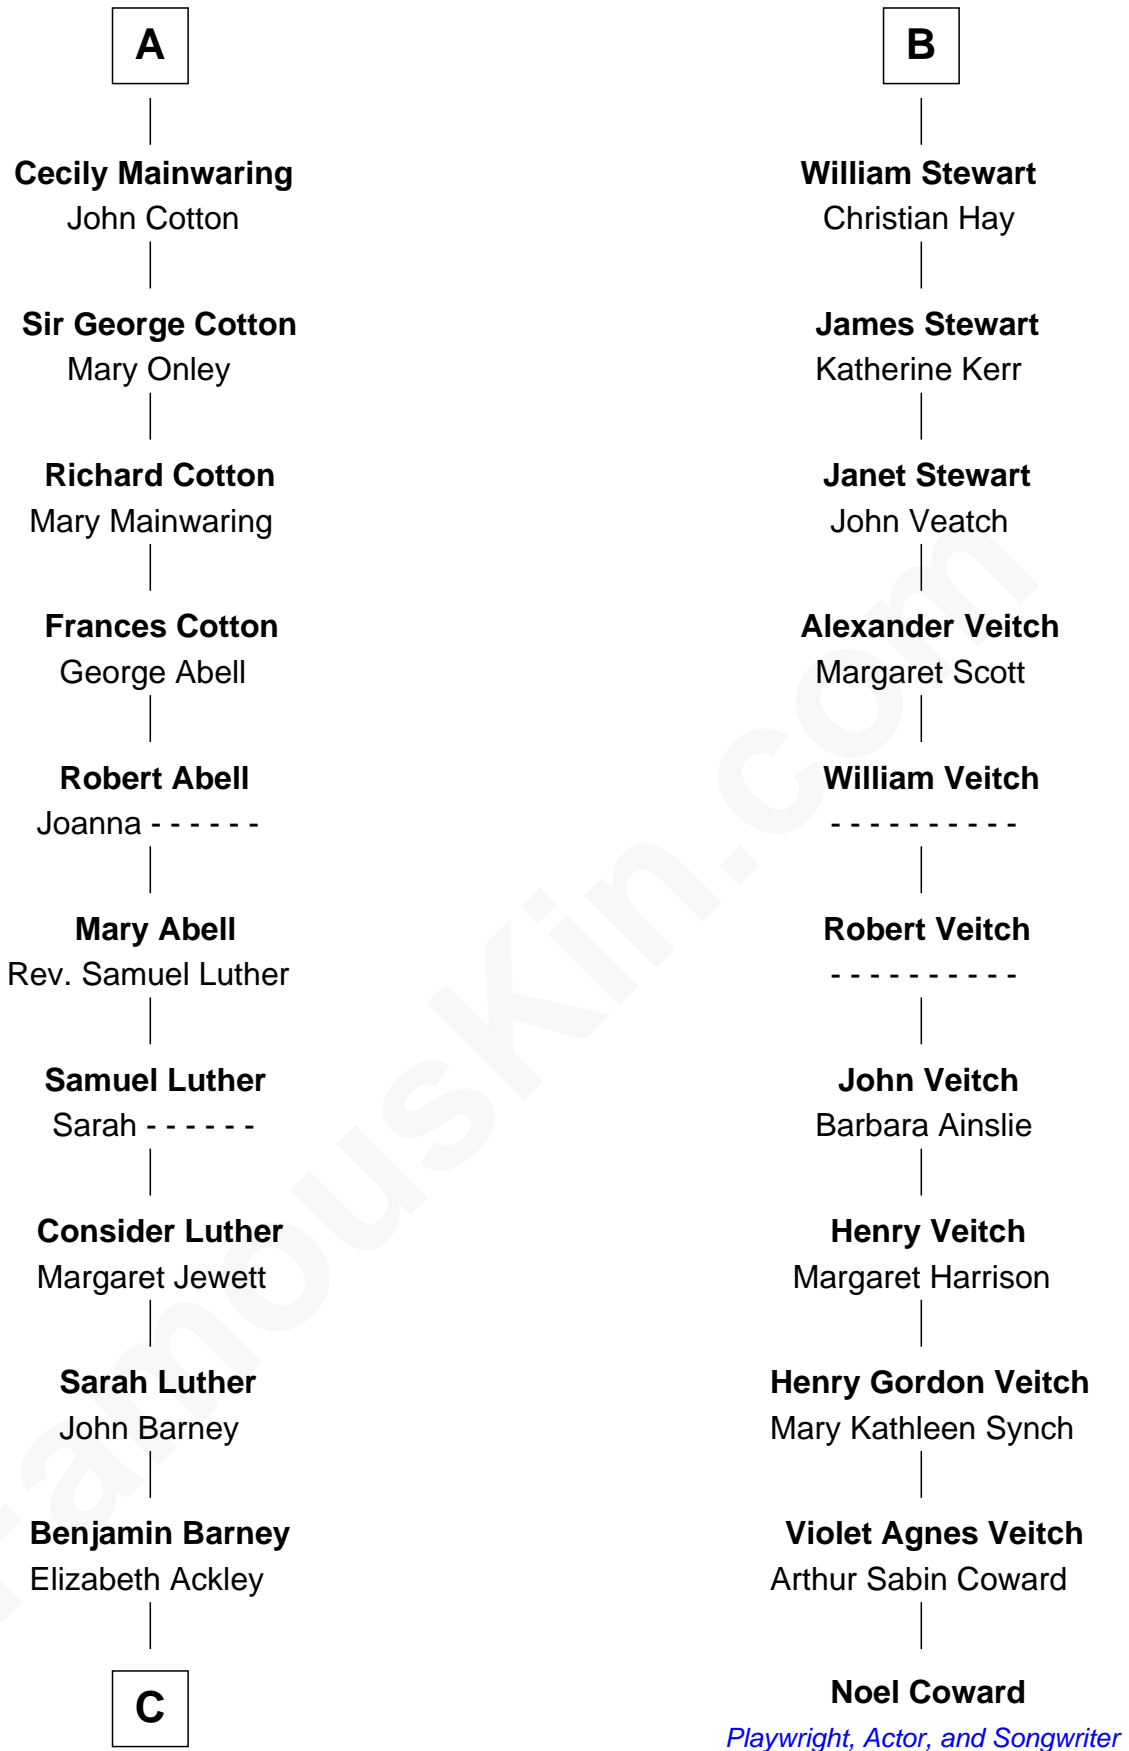 A
Cecily Mainwaring
John Cotton
Sir George Cotton
Mary Onley
Richard Cotton
Mary Mainwaring
Frances Cotton
George Abell
Robert Abell
Joanna - - - - - -
Mary Abell
Rev. Samuel Luther
Samuel Luther
Sarah - - - - - -
Consider Luther
Margaret Jewett
Sarah Luther
John Barney
Benjamin Barney
Elizabeth Ackley
C
B
William Stewart
Christian Hay
James Stewart
Katherine Kerr
Janet Stewart
John Veatch
Alexander Veitch
Margaret Scott
William Veitch
- - - - - - - - - -
Robert Veitch
- - - - - - - - - -
John Veitch
Barbara Ainslie
Henry Veitch
Margaret Harrison
Henry Gordon Veitch
Mary Kathleen Synch
Violet Agnes Veitch
Arthur Sabin Coward
Noel Coward
Playwright, Actor, and Songwriter
FamousKin.com